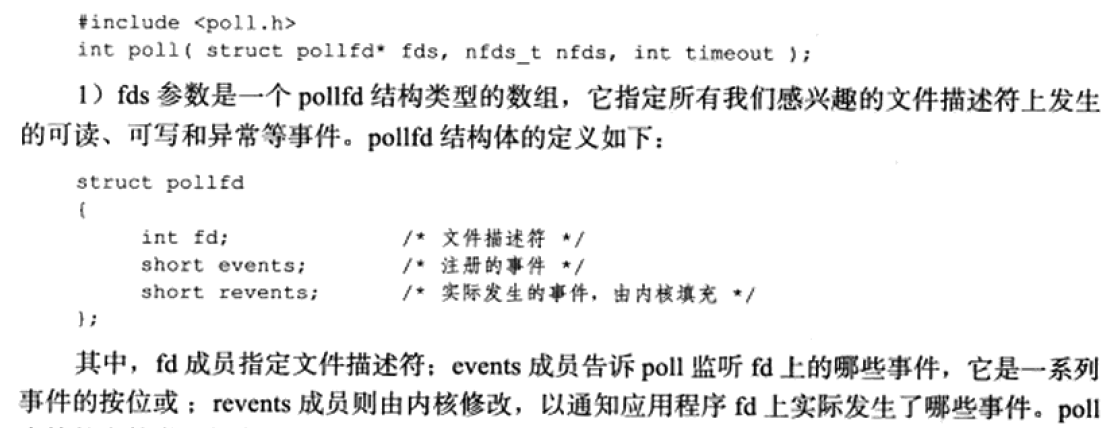 #include <poll.h>
int poll( struct pollfd* fds, nfds_t nfds, int timeout );
1）fds 参数是一个 pollfd 结构类型的数组，它指定所有我们感兴趣的文件描述符上发生
的可读、可写和异常等事件。pollfd 结构体的定义如下：
struct pollfd
{
int fd; /* 文件描述符 */
short events; /* 注册的事件 */
short revents; /* 实际发生的事件，由内核填充 */
};
其中，fd 成员指定文件描述符；events 成员告诉 poll 监听 fd 上的哪些事件，它是一系列
事件的按位或；revents 成员则由内核修改，以通知应用程序 fd 上实际发生了哪些事件。poll